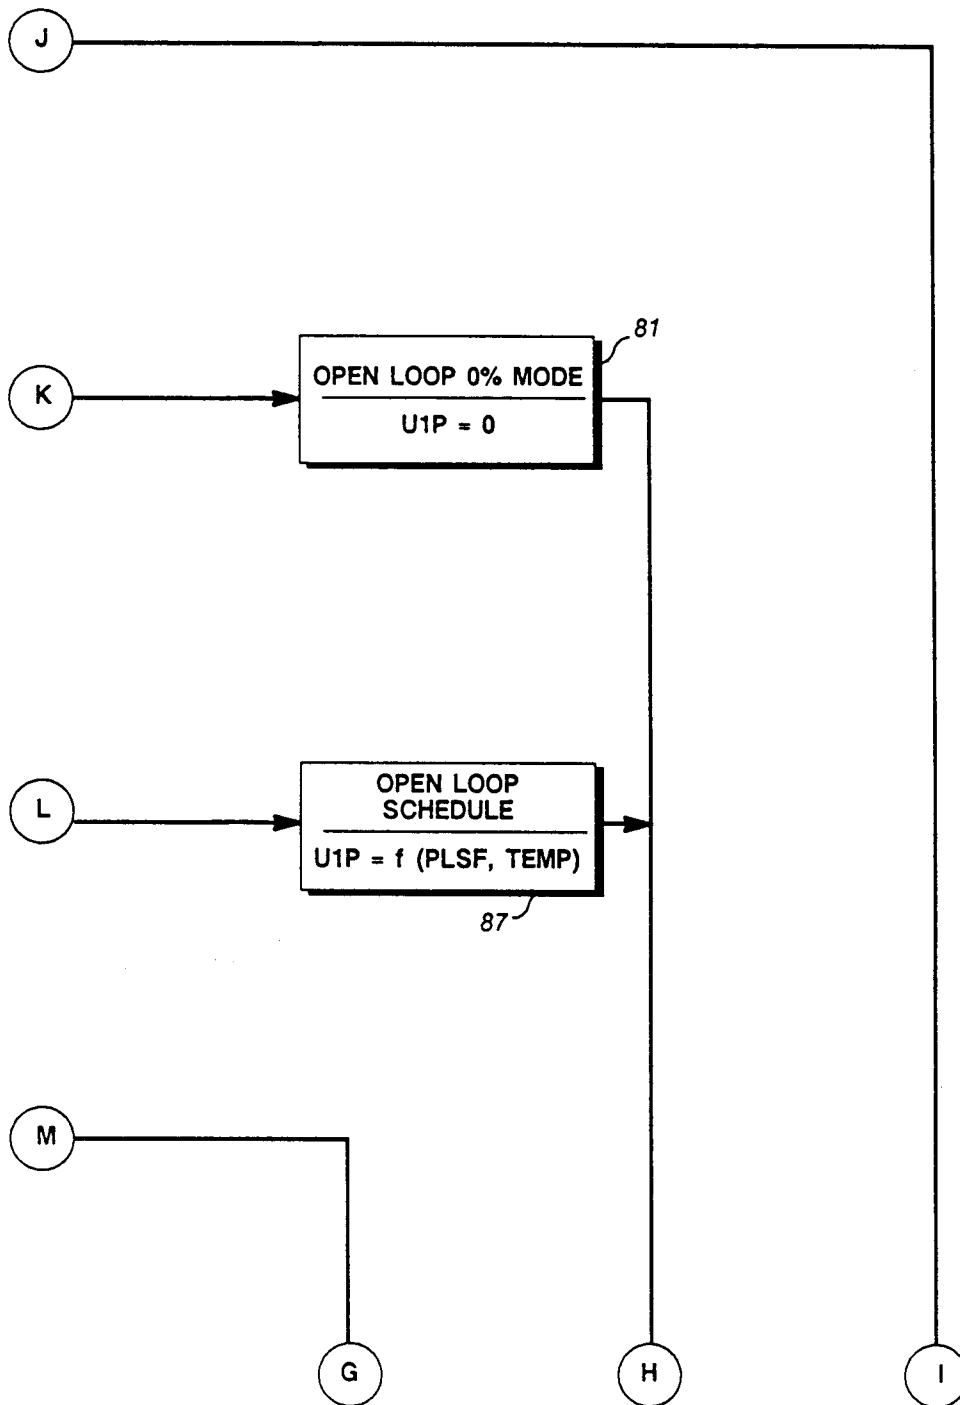 J
81
OPEN LOOP 0% MODE
U1P = 0
K
OPEN LOOP
SCHEDULE
U1P = f (PLSF, TEMP)
L
87
M
G
H
I